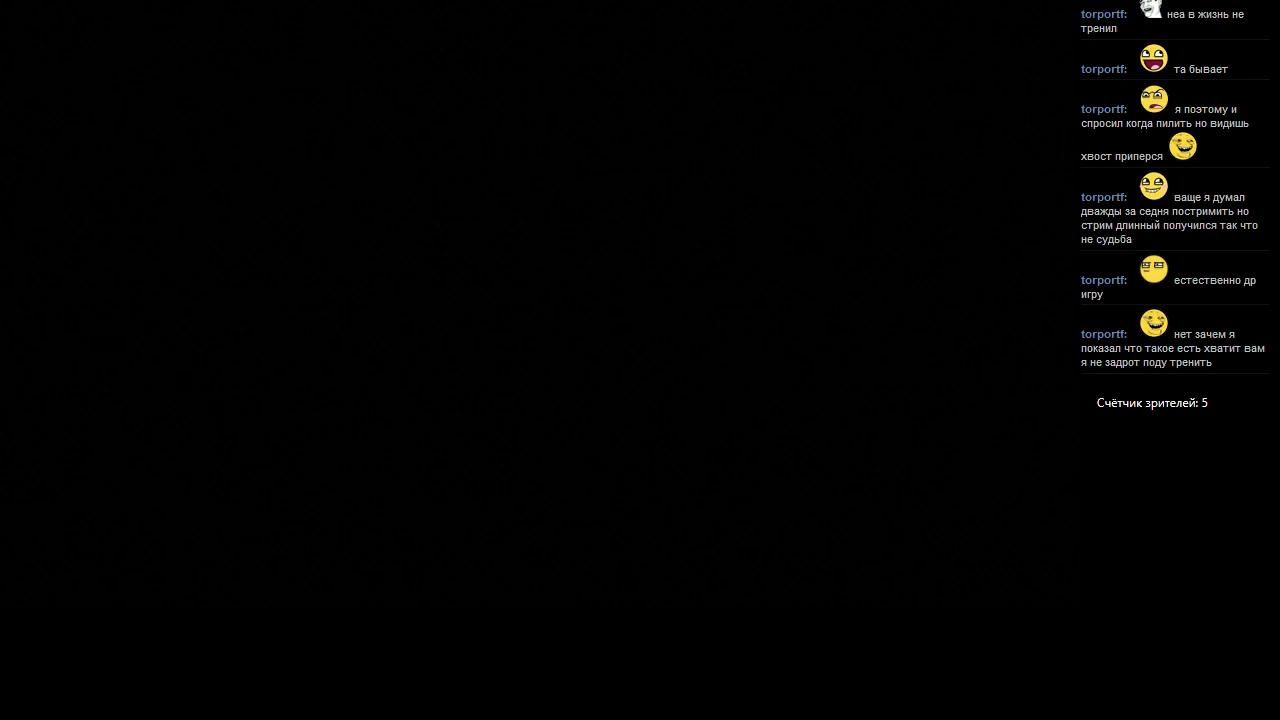 torportf: неа в жизнь не
тренил
torportf: та бывает
torportf: я поэтому и
спросил когда пилить но видишь
хвост приперся
torportf: ваще я думал
дважды за седня постримить но
стрим длинный получился так что
не судьба
torportf: естественно др
игру
torportf: нет зачем я
показал что такое есть хватит вам
я не задрот поду тренить
Счётчик зрителей: 5